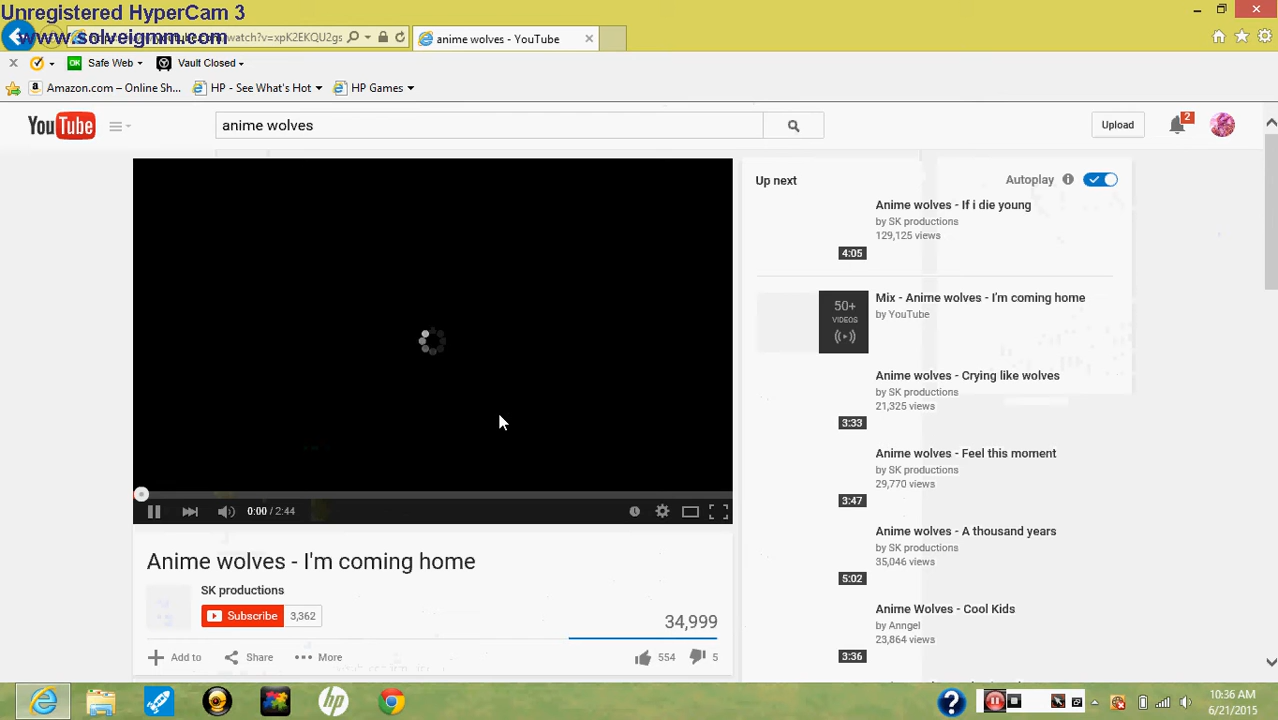 Unregistered HyperCam 3
www.solveigmm.com
watch?v=xpK2EKQU2gs
anime wolves - YouTube
OK Safe Web
Vault Closed
Amazon.com – Online Sh...
HP - See What's Hot
HP Games
YouTube
anime wolves
Upload
2
Up next
Autoplay
Anime wolves - If i die young
by SK productions
129,125 views
4:05
50+
VIDEOS
Mix - Anime wolves - I'm coming home
by YouTube
Anime wolves - Crying like wolves
by SK productions
21,325 views
3:33
Anime wolves - Feel this moment
by SK productions
29,770 views
3:47
Anime wolves - A thousand years
by SK productions
35,046 views
5:02
Anime Wolves - Cool Kids
by Anngel
23,864 views
3:36
0:00 / 2:44
Anime wolves - I'm coming home
SK productions
Subscribe 3,362
34,999
Add to
Share
More
554
5
hp
10:36 AM
6/21/2015